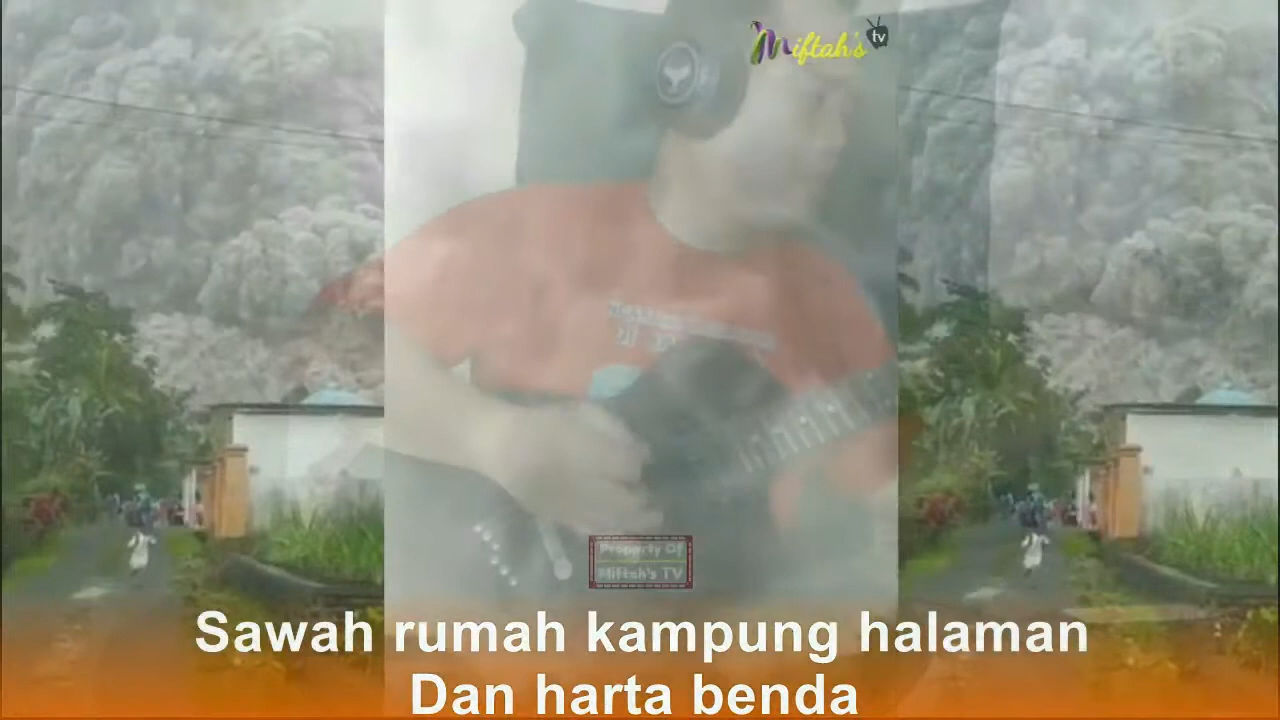 Miftah's tv
Property Of
Miftah's TV
Sawah rumah kampung halaman
Dan harta benda